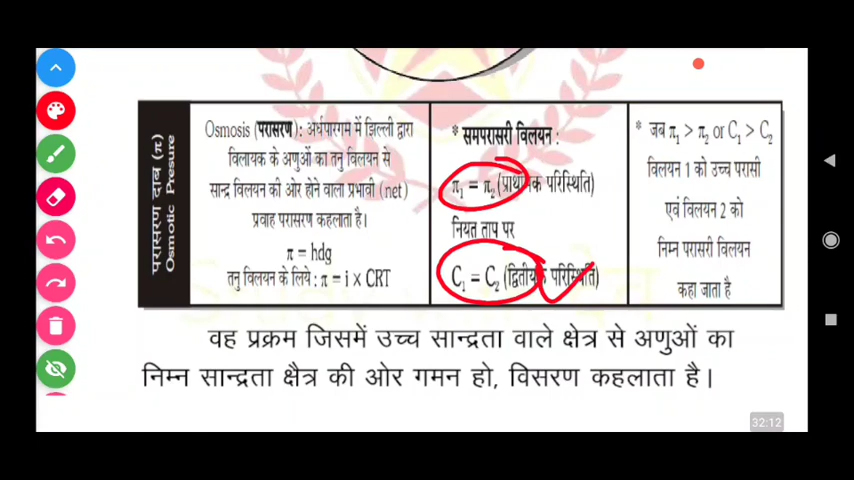 परासरण दाब (π)
Osmotic Presure
Osmosis (परासरण): अर्धपारगम में झिल्ली द्वारा
विलायक के अणुओं का तनु विलयन से
सान्द्र विलयन की ओर होने वाला प्रभावी (net)
प्रवाह परासरण कहलाता है।
π = hdg
तनु विलयन के लिये : π = i × CRT
* समपरासरी विलयन :
π₁ = π₂ (प्राथमिक परिस्थिति)
नियत ताप पर
C₁ = C₂ (द्वितीयक परिस्थिति)
* जब π₁ > π₂ or C₁ > C₂
विलयन 1 को उच्च परासी
एवं विलयन 2 को
निम्न परासरी विलयन
कहा जाता है
वह प्रक्रम जिसमें उच्च सान्द्रता वाले क्षेत्र से अणुओं का
निम्न सान्द्रता क्षैत्र की ओर गमन हो, विसरण कहलाता है।
32:12